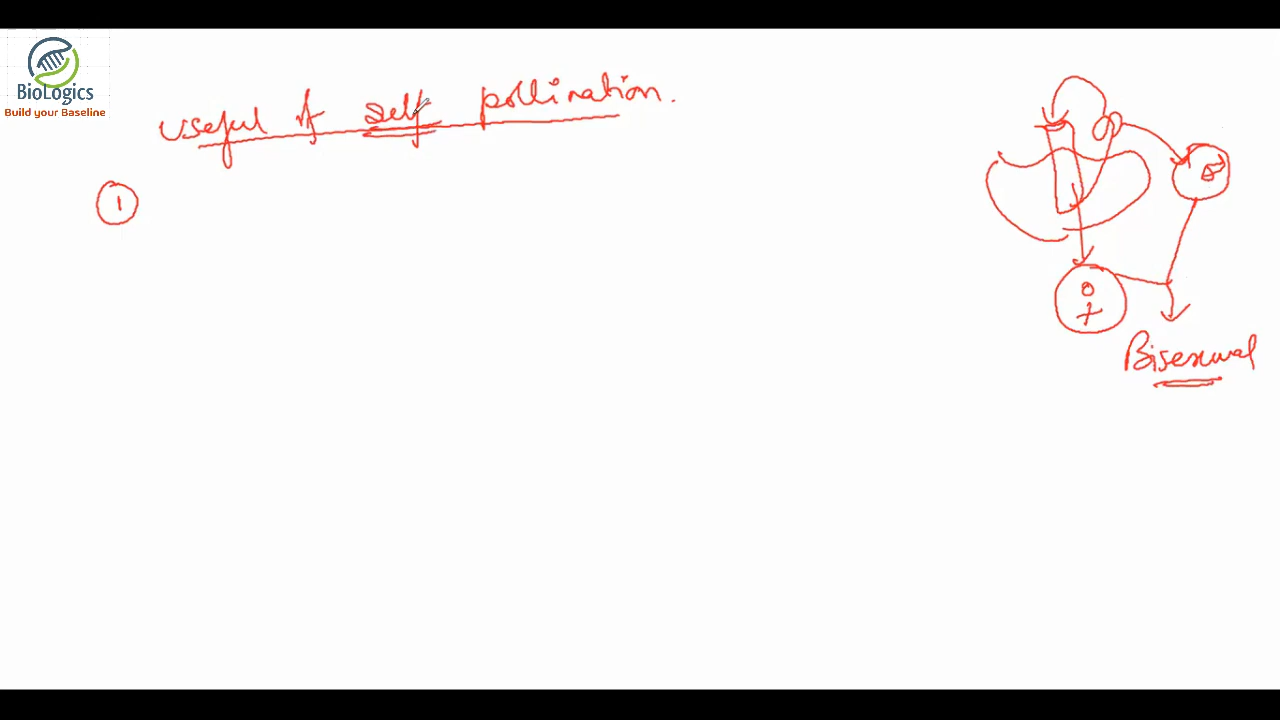 BioLogics
Build your Baseline
useful of self pollination.
1
Bisexual